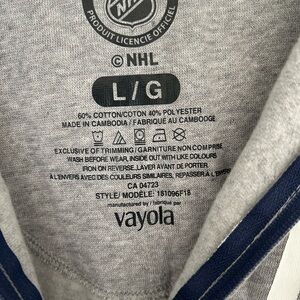 NHL
PRODUIT LICENCIÉ OFFICIEL
© NHL
L / G
60% COTTON/COTON 40% POLYESTER
MADE IN CAMBODIA / FABRIQUE AU CAMBODGE
EXCLUSIVE OF TRIMMING / GARNITURE NON COMPRISE
WASH BEFORE WEAR, INSIDE OUT WITH LIKE COLOURS
IRON ON REVERSE. LAVER AVANT DE PORTER.
A L'ENVERS AVEC DES COULEURS SIMILAIRES, REPASSER A L'ENVERS
CA 04723
STYLE/ MODÈLE: 181096F18
manufactured by / fabriqué par
vayola